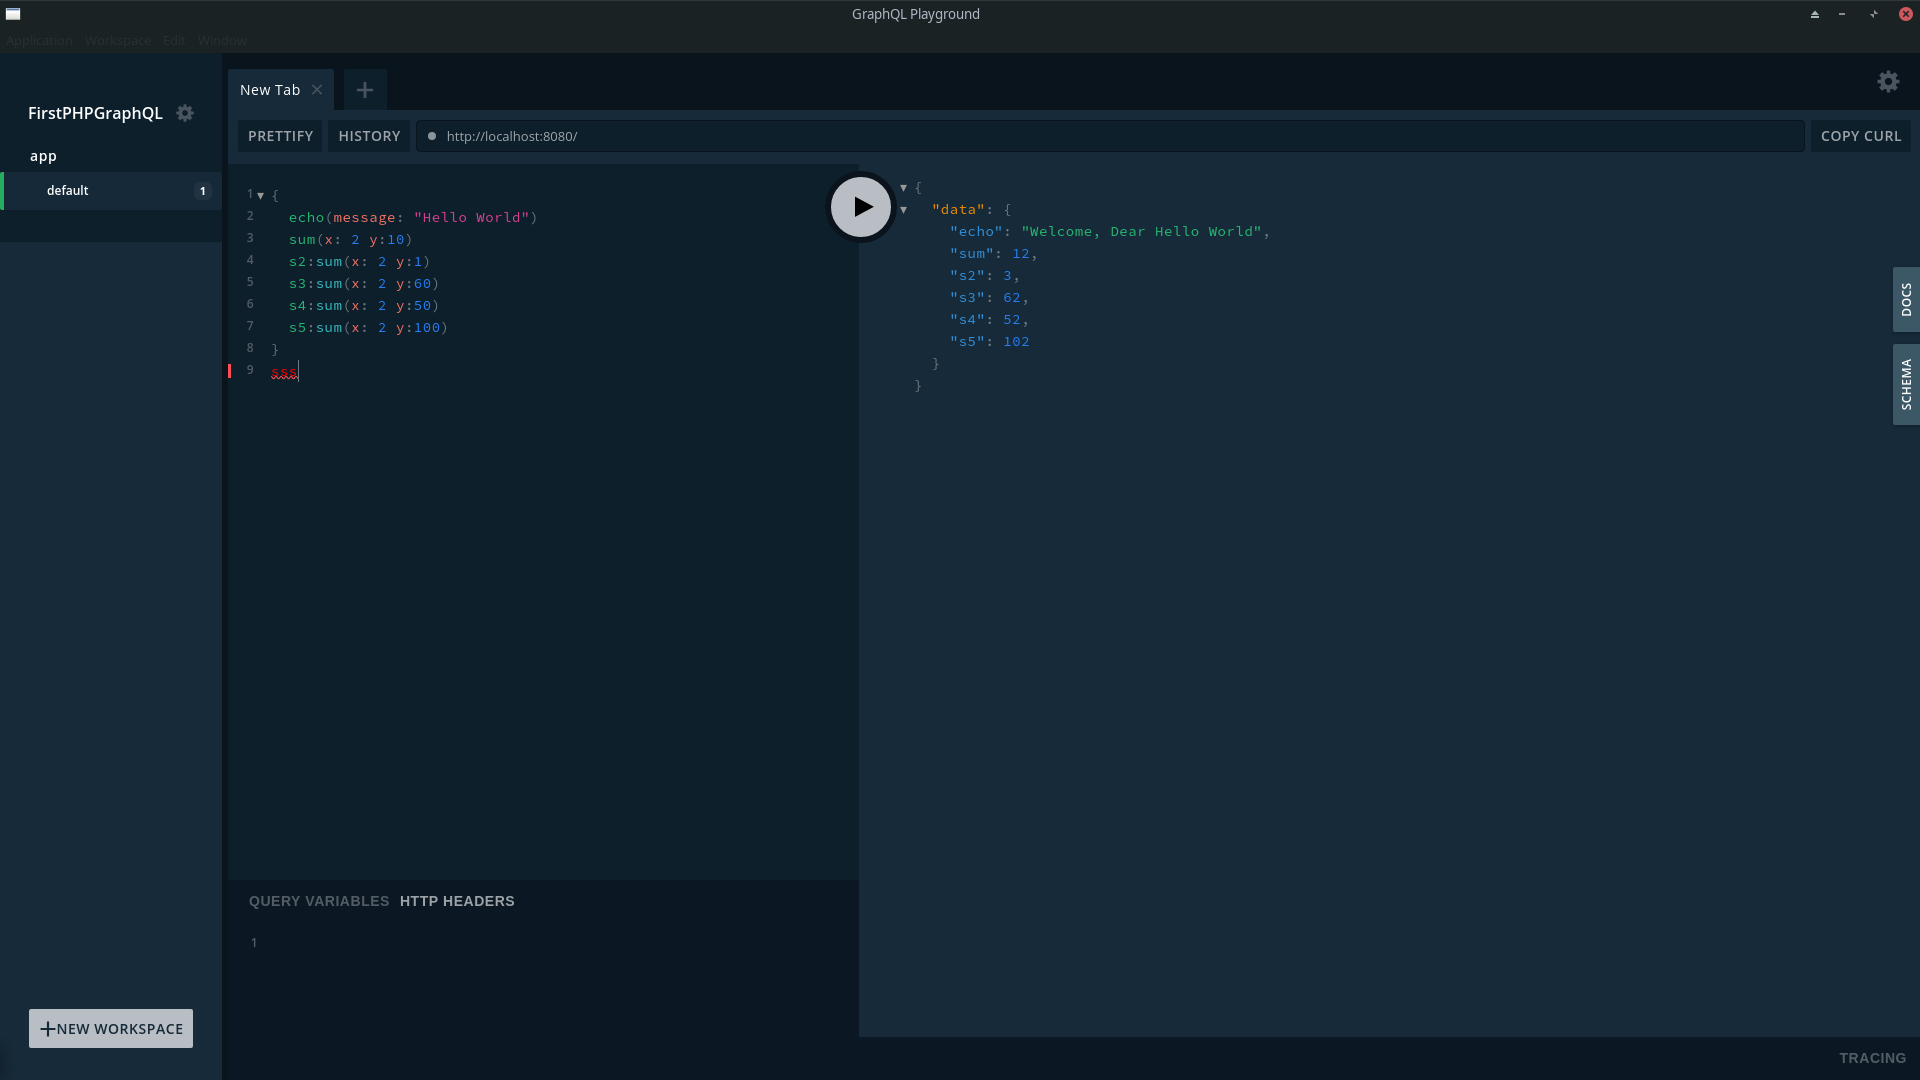 GraphQL Playground
Application Workspace Edit Window
New Tab
FirstPHPGraphQL
PRETTIFY HISTORY http://localhost:8080/ COPY CURL
app
default 1
1 {
2 echo(message: "Hello World")
3 sum(x: 2 y:10)
4 s2:sum(x: 2 y:1)
5 s3:sum(x: 2 y:60)
6 s4:sum(x: 2 y:50)
7 s5:sum(x: 2 y:100)
8 }
9 sss
{
"data": {
"echo": "Welcome, Dear Hello World",
"sum": 12,
"s2": 3,
"s3": 62,
"s4": 52,
"s5": 102
}
}
DOCS
SCHEMA
QUERY VARIABLES HTTP HEADERS
1
NEW WORKSPACE
TRACING